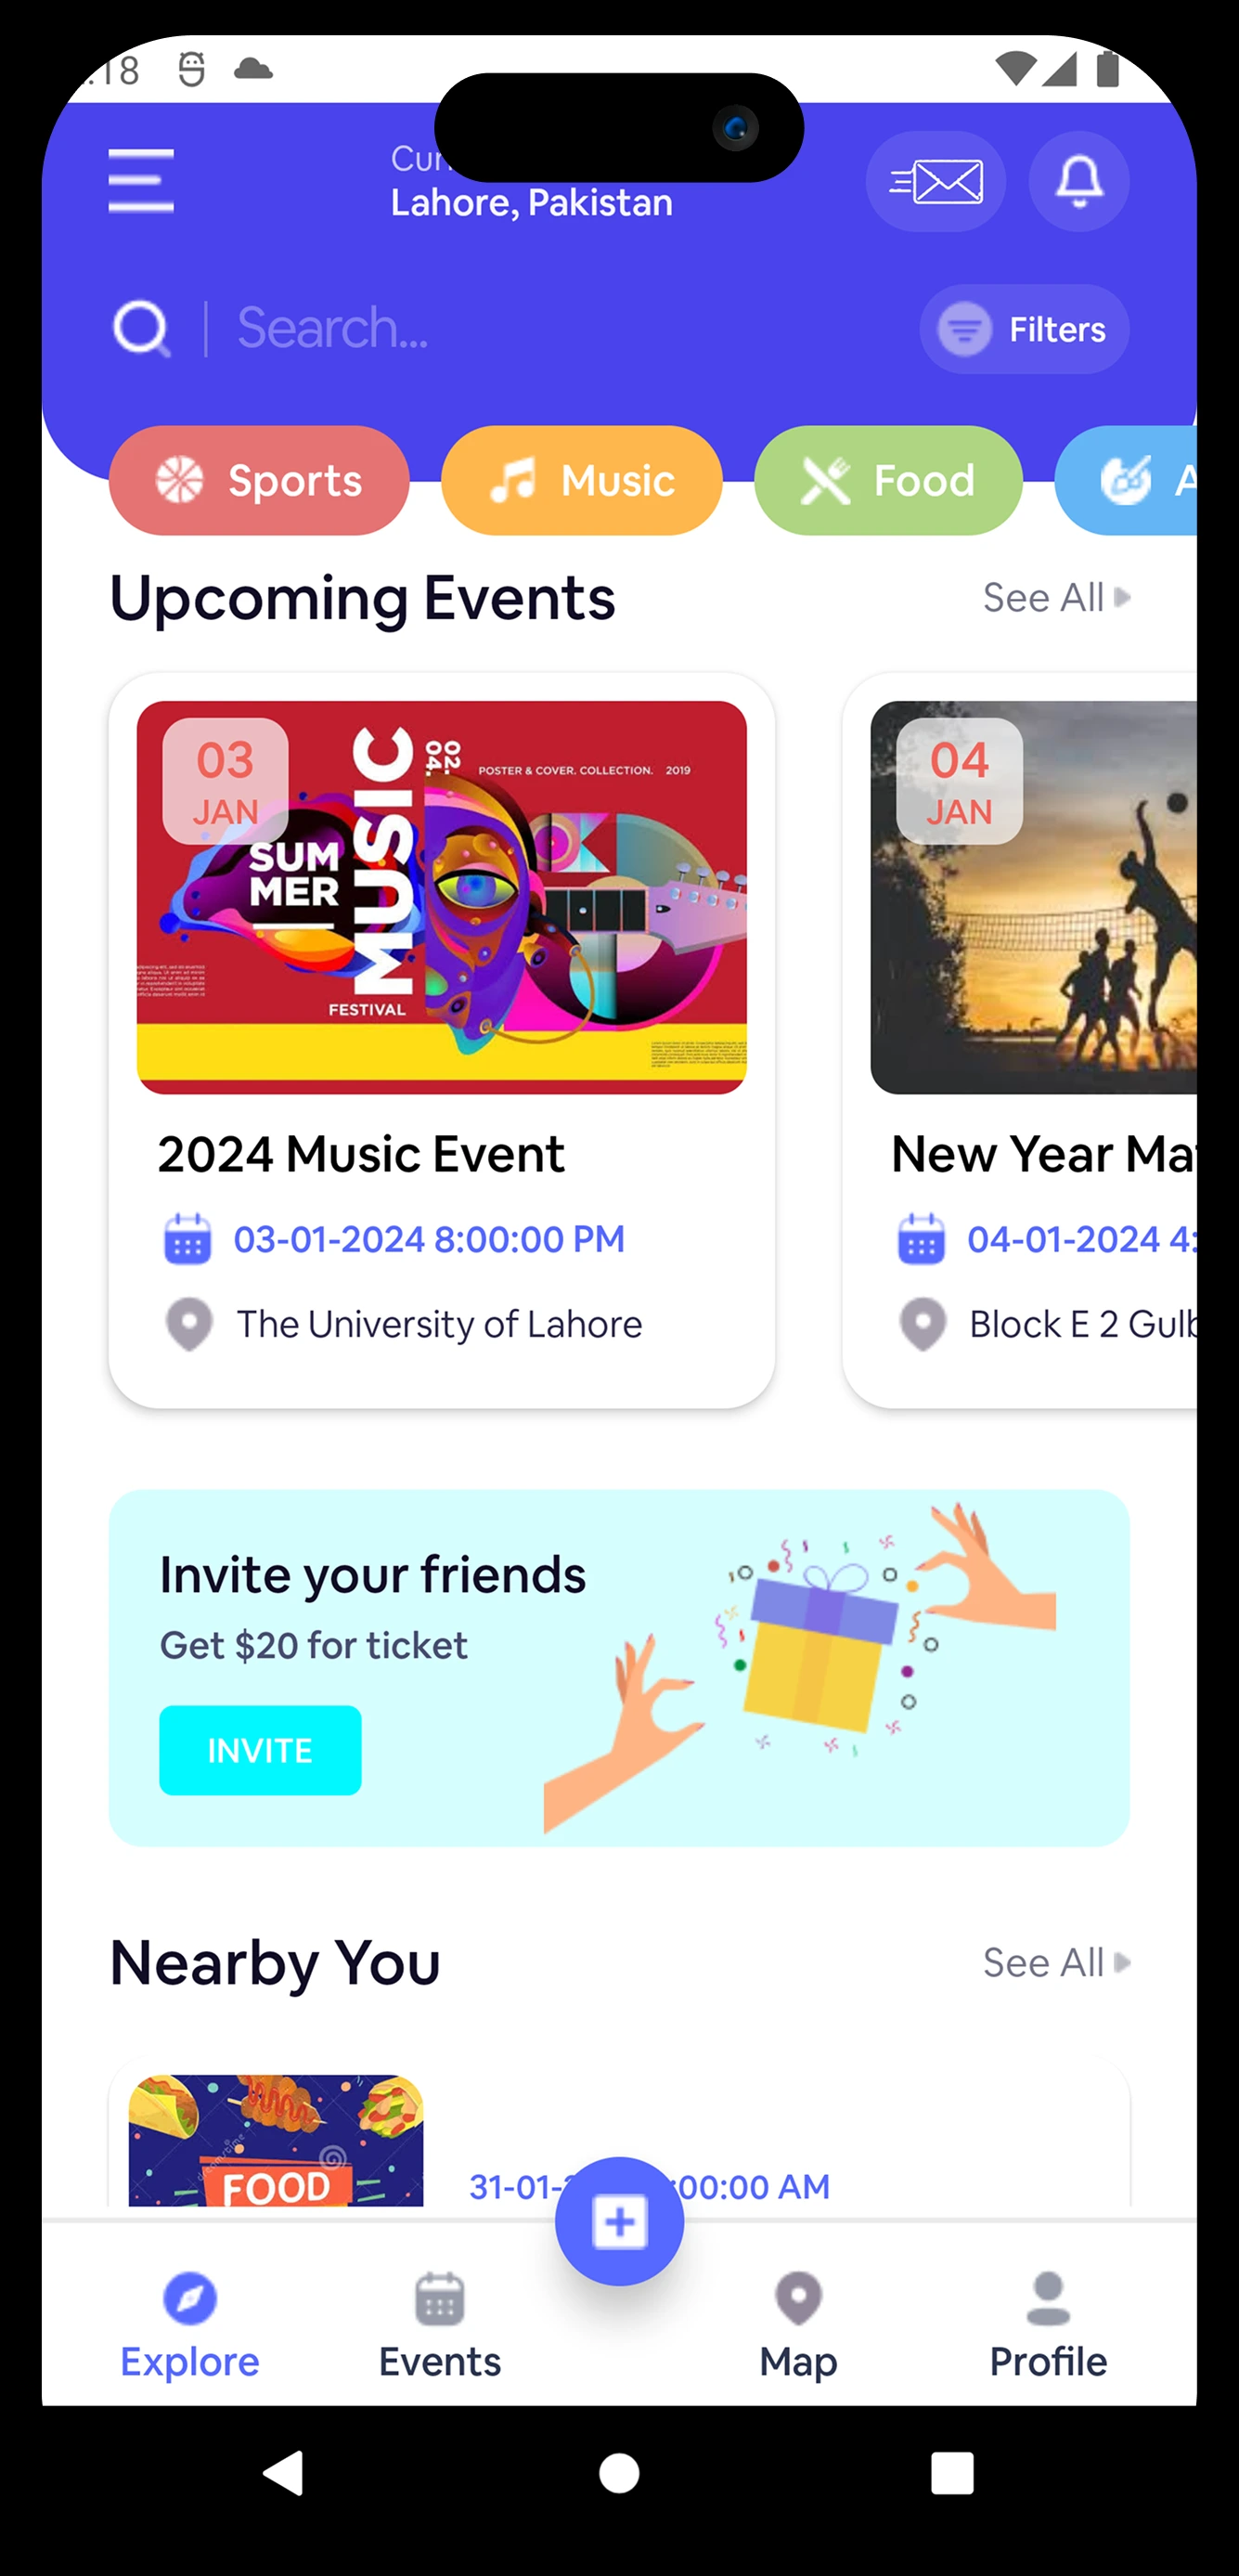 :18
Cur
Lahore, Pakistan
Search...
Filters
Sports
Music
Food
A
Upcoming Events
See All
03
JAN
SUM
MER
MUSIC
02.
04.
POSTER & COVER. COLLECTION. 2019
FESTIVAL
2024 Music Event
03-01-2024 8:00:00 PM
The University of Lahore
04
JAN
New Year Mat
04-01-2024 4:
Block E 2 Gulb
Invite your friends
Get $20 for ticket
INVITE
Nearby You
See All
FOOD
dreamstime
31-01-2 :00:00 AM
Explore
Events
Map
Profile